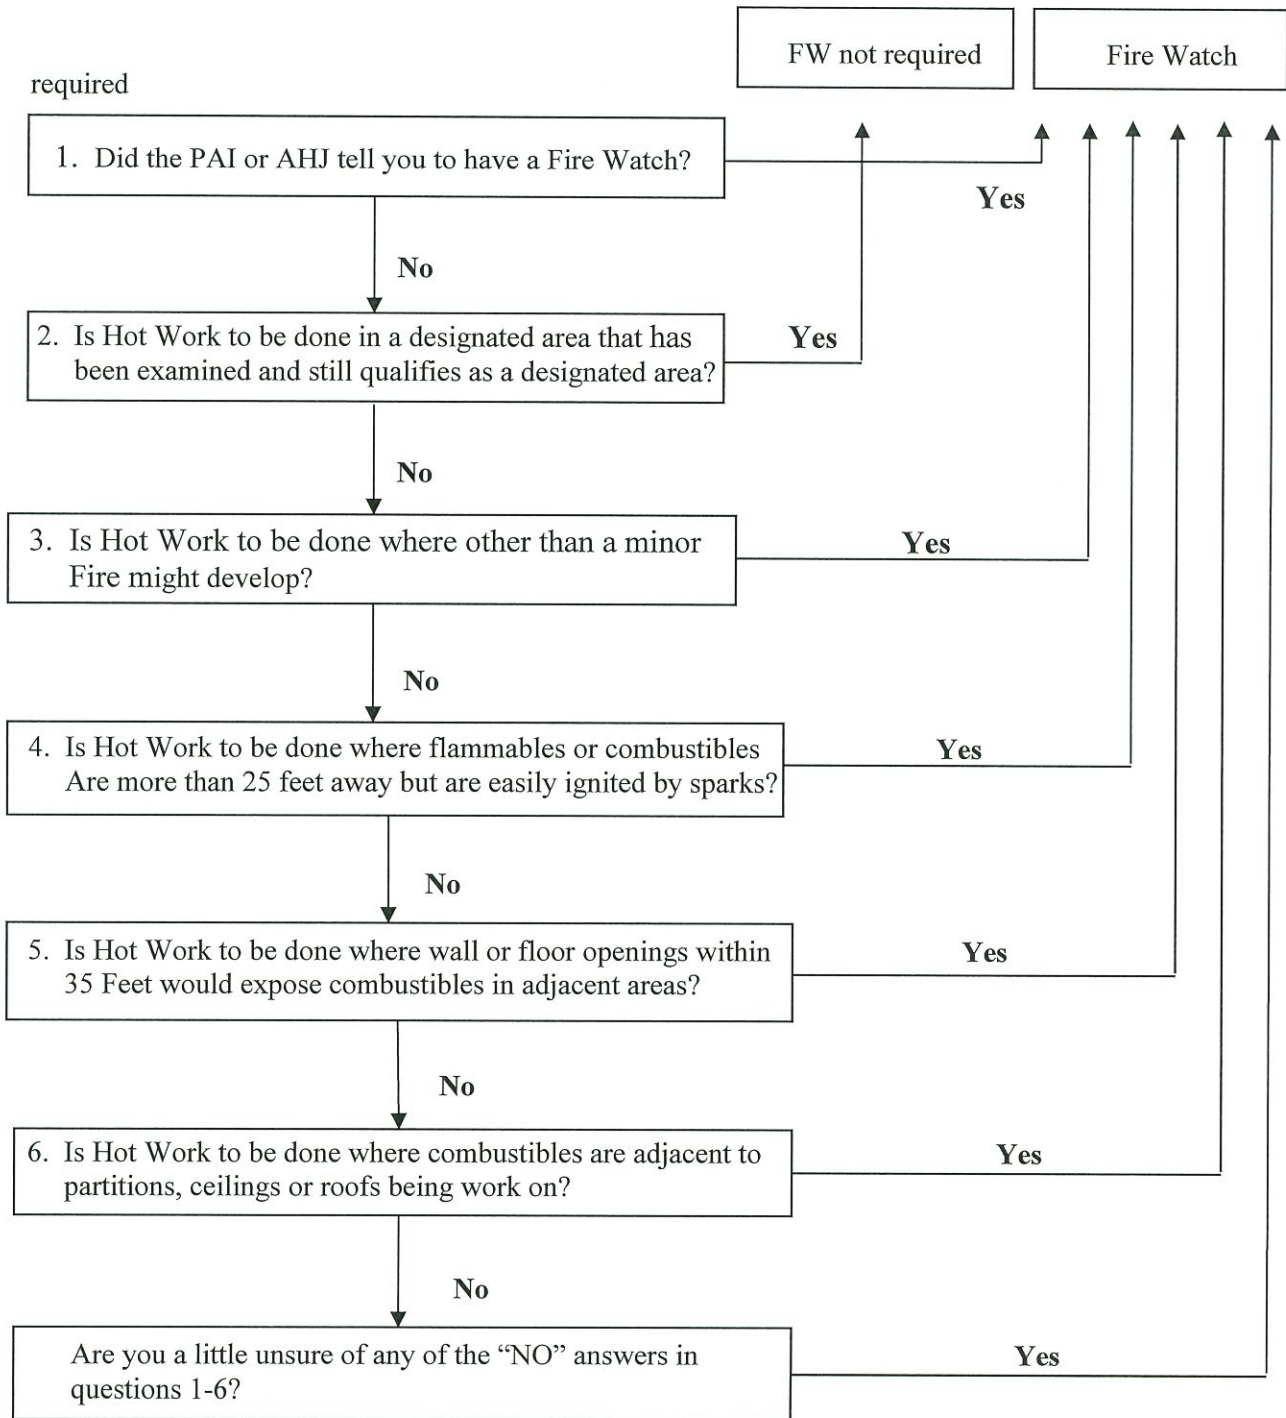 FW not required
Fire Watch
required
1. Did the PAI or AHJ tell you to have a Fire Watch?
Yes
No
2. Is Hot Work to be done in a designated area that has
been examined and still qualifies as a designated area?
Yes
No
3. Is Hot Work to be done where other than a minor
Fire might develop?
Yes
No
4. Is Hot Work to be done where flammables or combustibles
Are more than 25 feet away but are easily ignited by sparks?
Yes
No
5. Is Hot Work to be done where wall or floor openings within
35 Feet would expose combustibles in adjacent areas?
Yes
No
6. Is Hot Work to be done where combustibles are adjacent to
partitions, ceilings or roofs being work on?
Yes
No
Are you a little unsure of any of the “NO” answers in
questions 1-6?
Yes